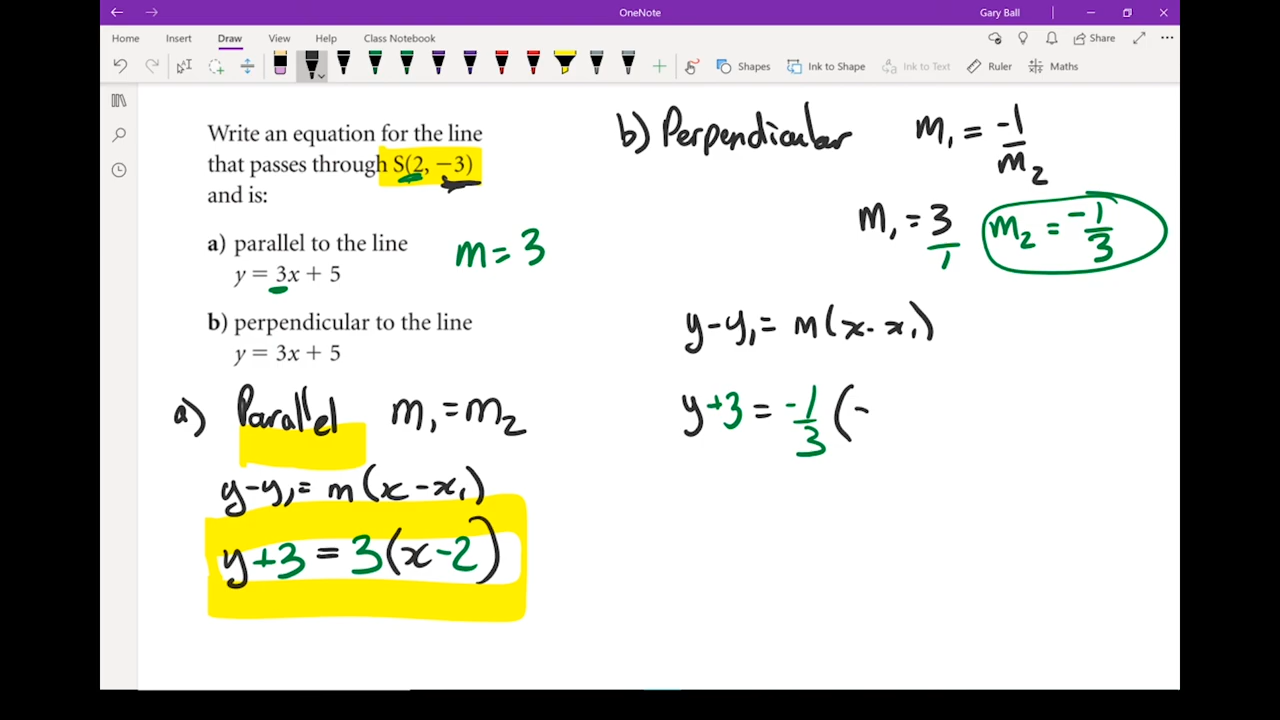 OneNote
Gary Ball
Home Insert Draw View Help Class Notebook
Share
Shapes Ink to Shape Ink to Text Ruler Maths
Write an equation for the line
that passes through S(2, −3)
and is:
a) parallel to the line
y = 3x + 5
m = 3
b) perpendicular to the line
y = 3x + 5
a) Parallel m₁ = m₂
y - y₁ = m(x - x₁)
y + 3 = 3(x - 2)
b) Perpendicular m₁ = -1/m₂
m₁ = 3/1 m₂ = -1/3
y - y₁ = m(x - x₁)
y + 3 = -1/3 (